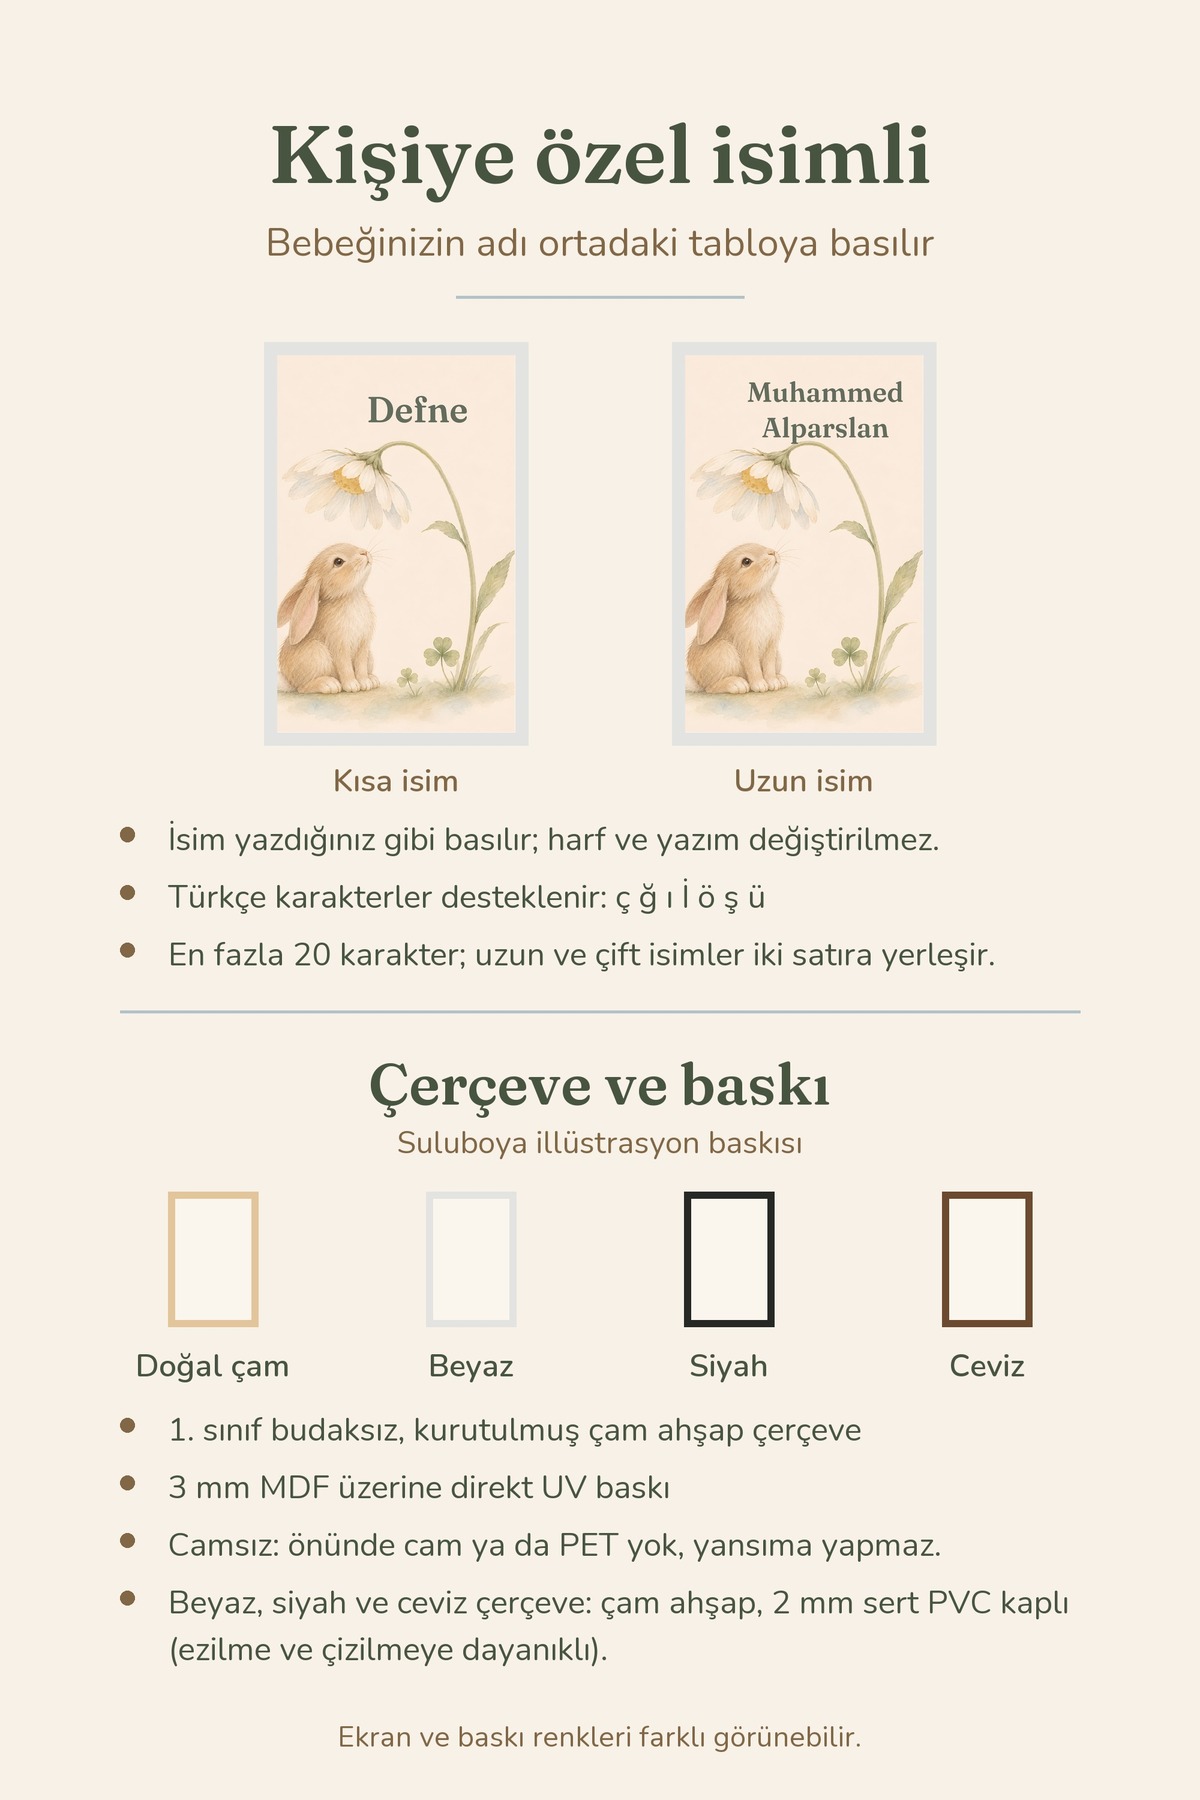 Kişiye özel isimli
Bebeğinizin adı ortadaki tabloya basılır
Defne
Muhammed
Alparslan
Kısa isim
Uzun isim
İsim yazdığınız gibi basılır; harf ve yazım değiştirilmez.
Türkçe karakterler desteklenir: ç ğ ı İ ö ş ü
En fazla 20 karakter; uzun ve çift isimler iki satıra yerleşir.
Çerçeve ve baskı
Suluboya illüstrasyon baskısı
Doğal çam
Beyaz
Siyah
Ceviz
1. sınıf budaksız, kurutulmuş çam ahşap çerçeve
3 mm MDF üzerine direkt UV baskı
Camsız: önünde cam ya da PET yok, yansıma yapmaz.
Beyaz, siyah ve ceviz çerçeve: çam ahşap, 2 mm sert PVC kaplı
(ezilme ve çizilmeye dayanıklı).
Ekran ve baskı renkleri farklı görünebilir.